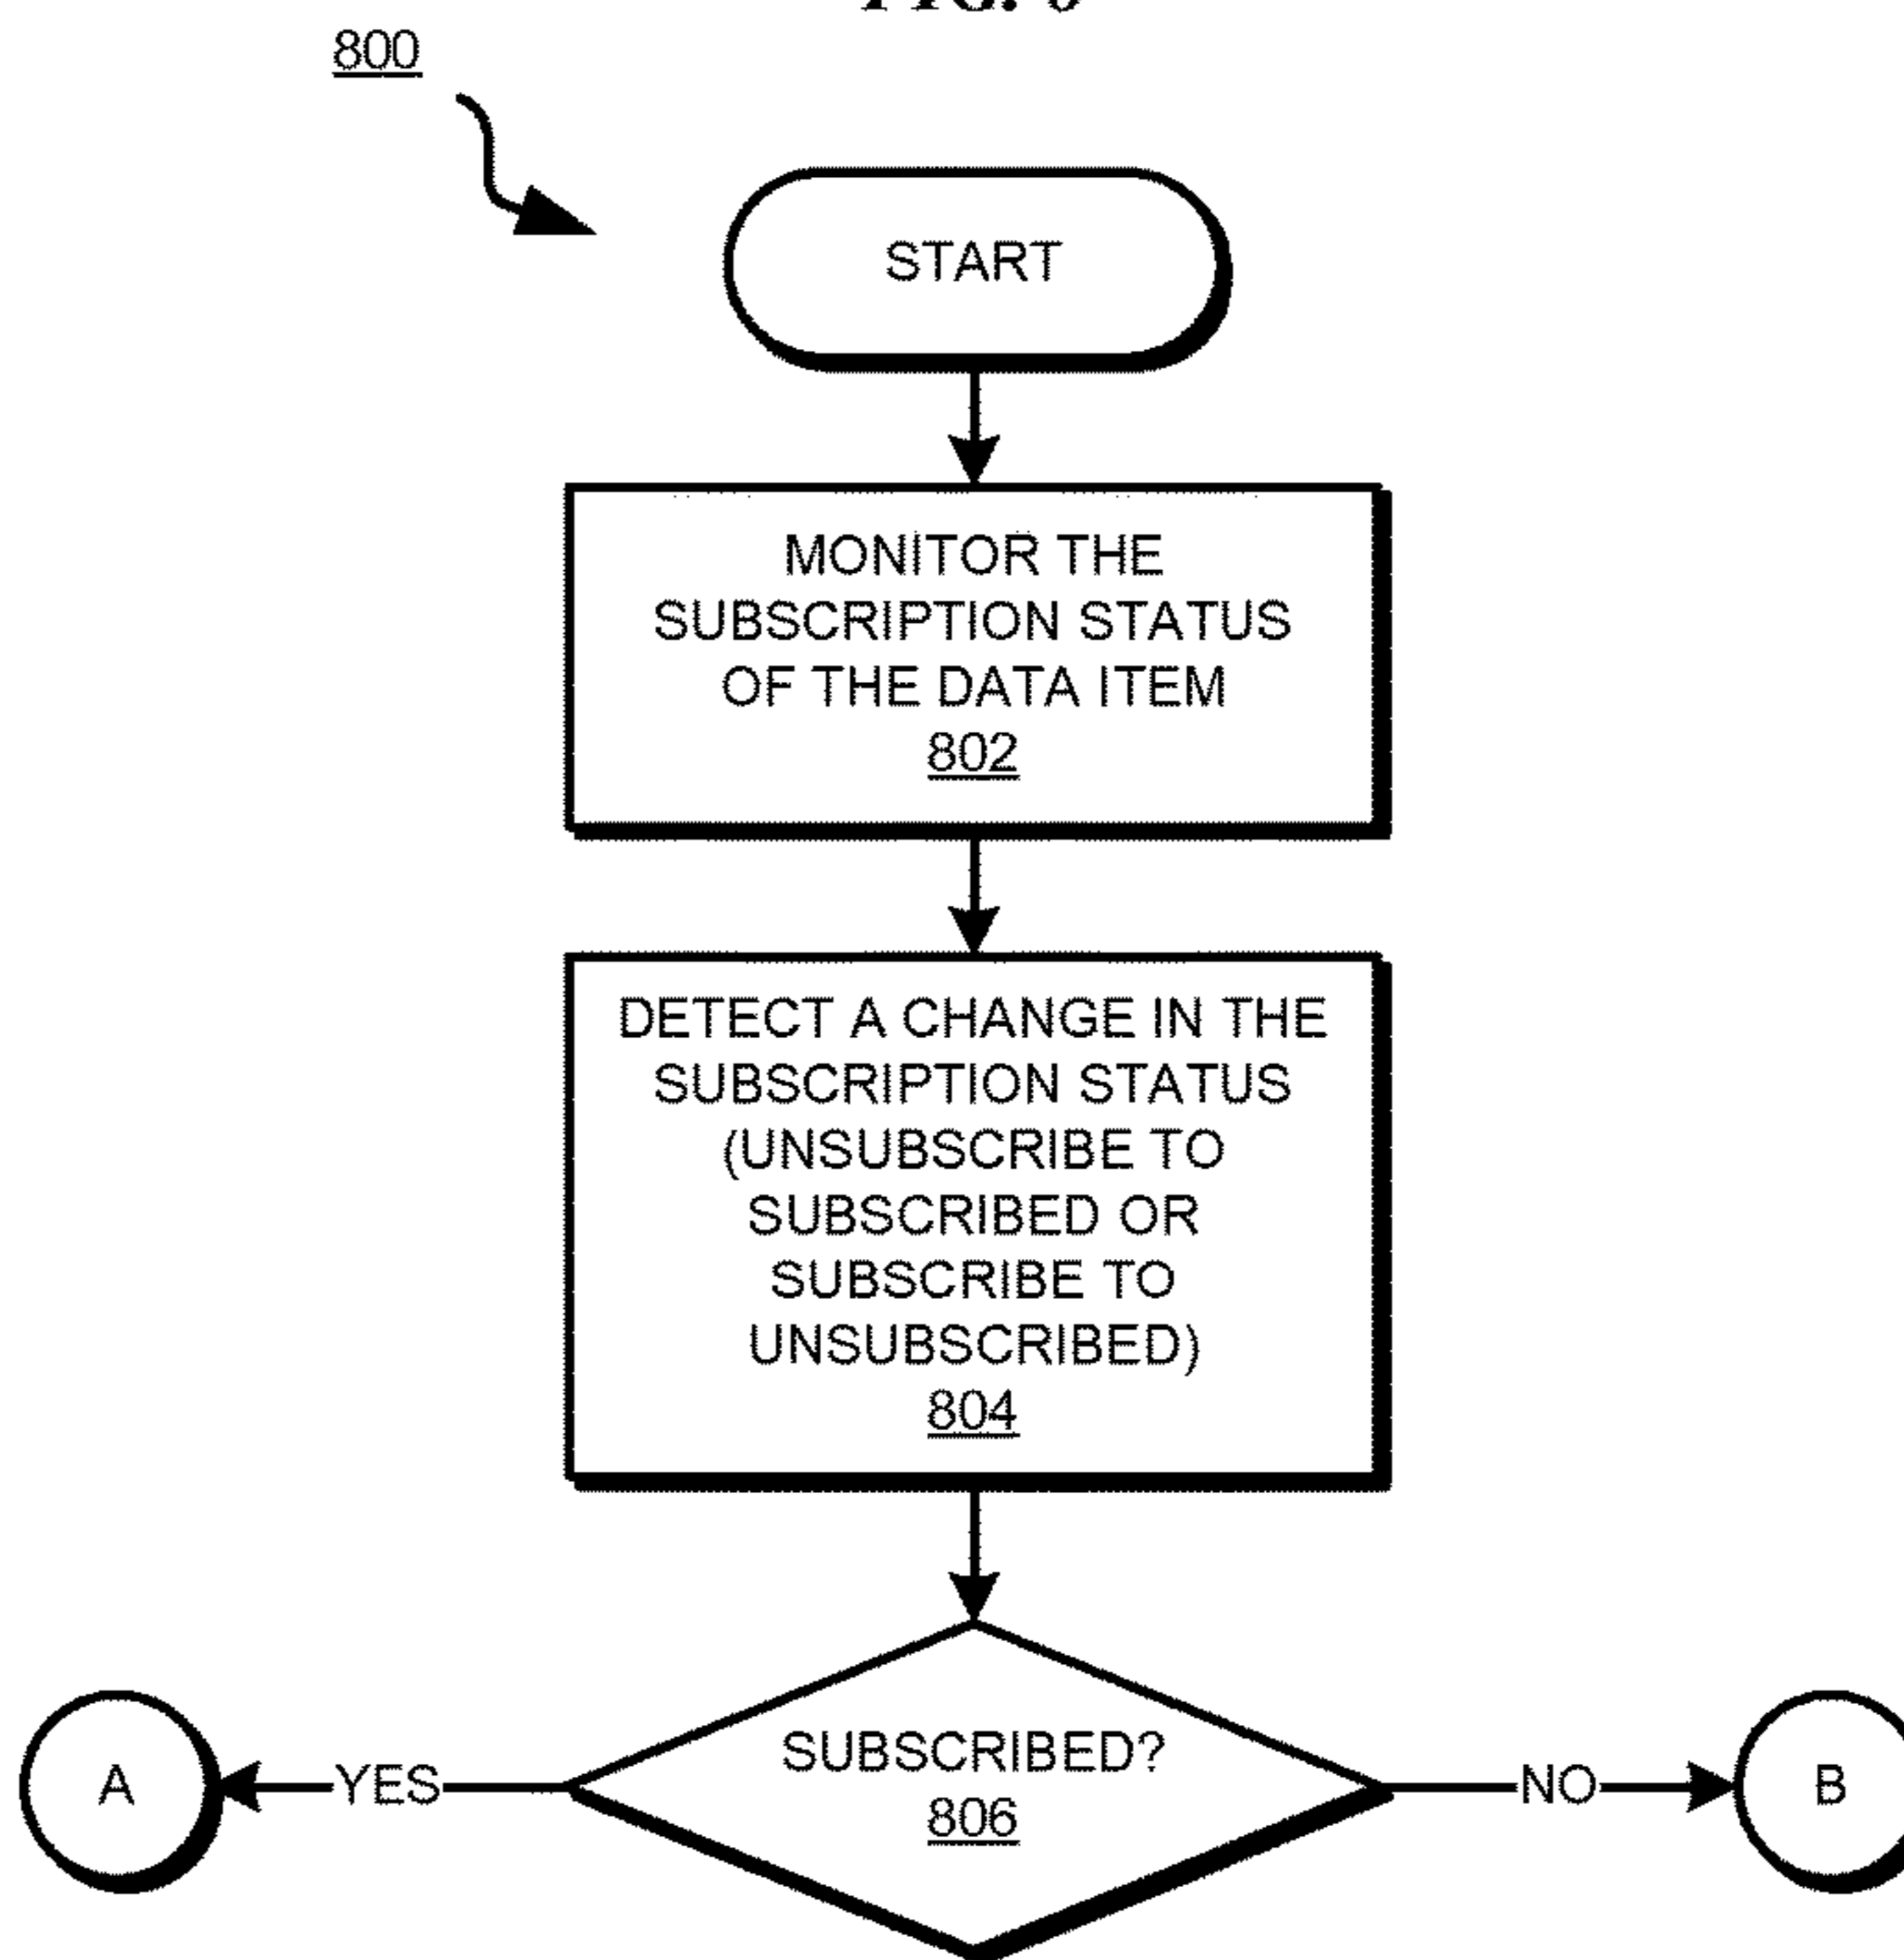 800
START
MONITOR THE
SUBSCRIPTION STATUS
OF THE DATA ITEM
802
DETECT A CHANGE IN THE
SUBSCRIPTION STATUS
(UNSUBSCRIBE TO
SUBSCRIBED OR
SUBSCRIBE TO
UNSUBSCRIBED)
804
A
YES
SUBSCRIBED?
806
NO
B